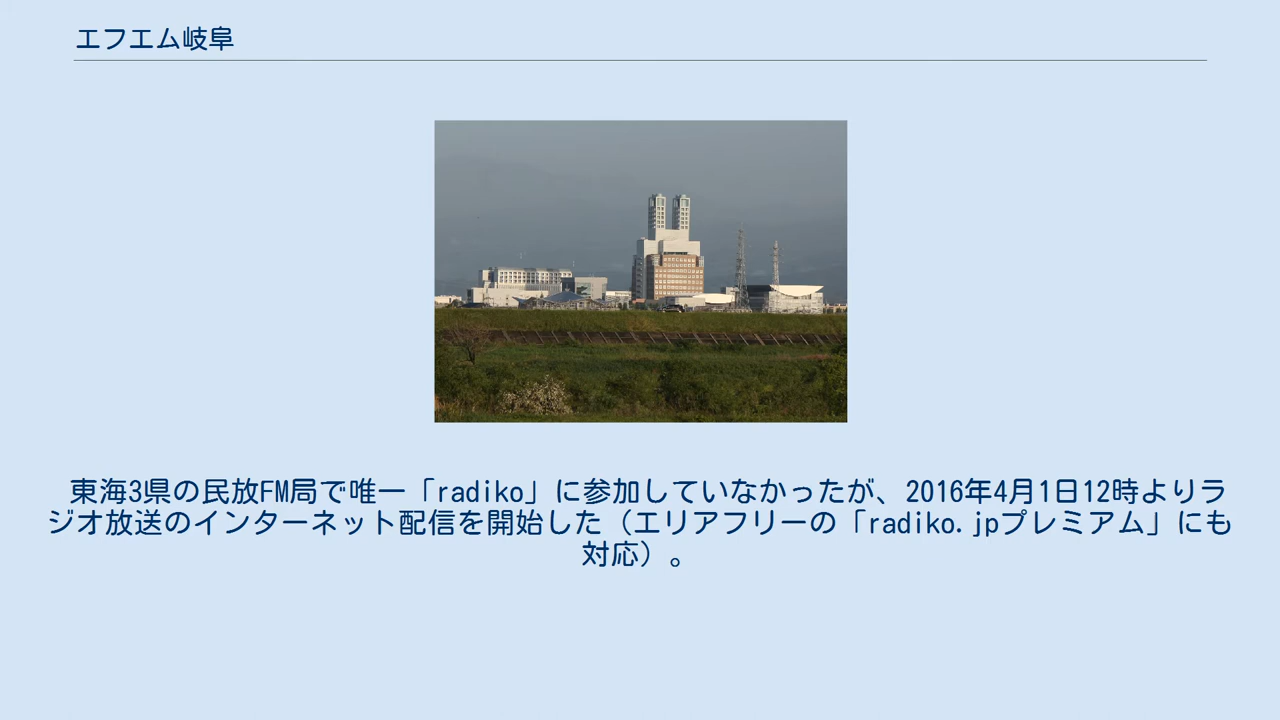 エフエム岐阜
東海3県の民放FM局で唯一「radiko」に参加していなかったが、2016年4月1日12時よりラ
ジオ放送のインターネット配信を開始した（エリアフリーの「radiko.jpプレミアム」にも
対応）。